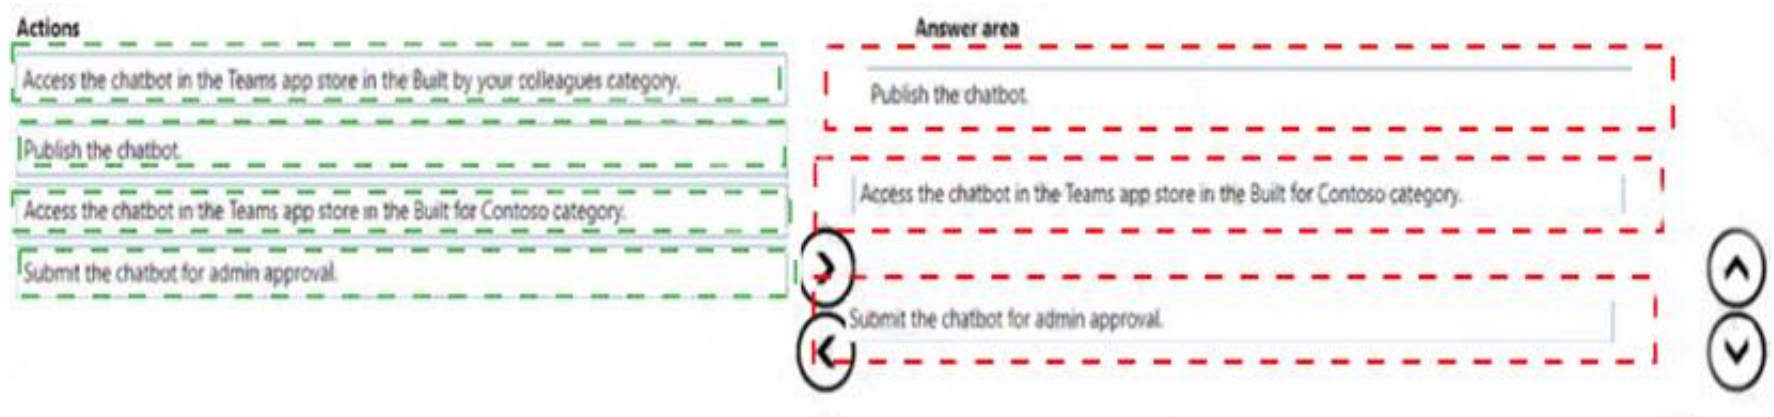 Actions
Access the chatbot in the Teams app store in the Built by your colleagues category.
Publish the chatbot.
Access the chatbot in the Teams app store in the Built for Contoso category.
Submit the chatbot for admin approval.
Answer area
Publish the chatbot.
Access the chatbot in the Teams app store in the Built for Contoso category.
Submit the chatbot for admin approval.